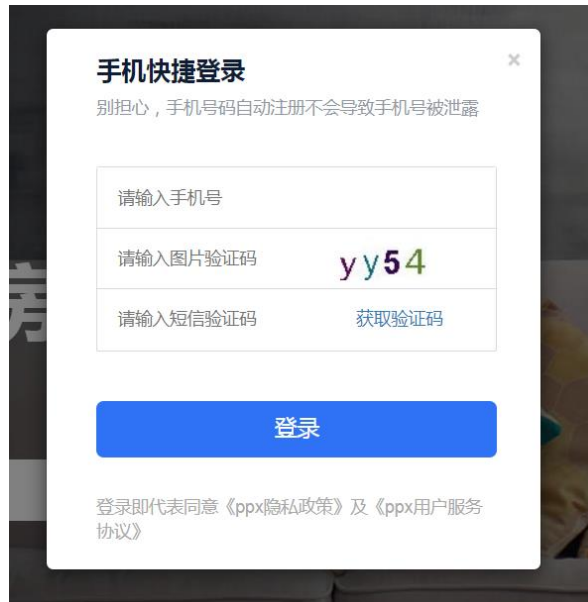 手机快捷登录
×
别担心，手机号码自动注册不会导致手机号被泄露
请输入手机号
请输入图片验证码 yy54
请输入短信验证码 获取验证码
登录
登录即代表同意《ppx隐私政策》及《ppx用户服务
协议》